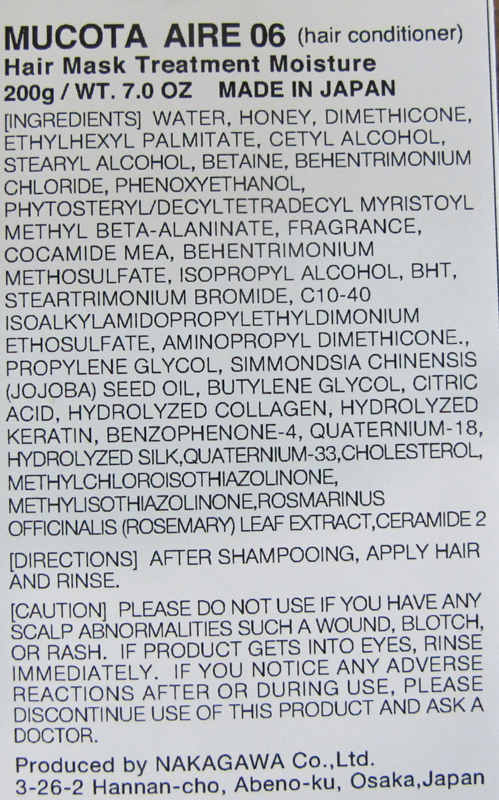 MUCOTA AIRE 06 (hair conditioner)
Hair Mask Treatment Moisture
200g / WT. 7.0 OZ MADE IN JAPAN
[INGREDIENTS] WATER, HONEY, DIMETHICONE,
ETHYLHEXYL PALMITATE, CETYL ALCOHOL,
STEARYL ALCOHOL, BETAINE, BEHENTRIMONIUM
CHLORIDE, PHENOXYETHANOL,
PHYTOSTERYL/DECYLTETRADECYL MYRISTOYL
METHYL BETA-ALANINATE, FRAGRANCE,
COCAMIDE MEA, BEHENTRIMONIUM
METHOSULFATE, ISOPROPYL ALCOHOL, BHT,
STEARTRIMONIUM BROMIDE, C10-40
ISOALKYLAMIDOPROPYLETHYLDIMONIUM
ETHOSULFATE, AMINOPROPYL DIMETHICONE.,
PROPYLENE GLYCOL, SIMMONDSIA CHINENSIS
(JOJOBA) SEED OIL, BUTYLENE GLYCOL, CITRIC
ACID, HYDROLYZED COLLAGEN, HYDROLYZED
KERATIN, BENZOPHENONE-4, QUATERNIUM-18,
HYDROLYZED SILK,QUATERNIUM-33,CHOLESTEROL,
METHYLCHLOROISOTHIAZOLINONE,
METHYLISOTHIAZOLINONE,ROSMARINUS
OFFICINALIS (ROSEMARY) LEAF EXTRACT,CERAMIDE 2
[DIRECTIONS] AFTER SHAMPOOING, APPLY HAIR
AND RINSE.
[CAUTION] PLEASE DO NOT USE IF YOU HAVE ANY
SCALP ABNORMALITIES SUCH A WOUND, BLOTCH,
OR RASH. IF PRODUCT GETS INTO EYES, RINSE
IMMEDIATELY. IF YOU NOTICE ANY ADVERSE
REACTIONS AFTER OR DURING USE, PLEASE
DISCONTINUE USE OF THIS PRODUCT AND ASK A
DOCTOR.
Produced by NAKAGAWA Co.,Ltd.
3-26-2 Hannan-cho, Abeno-ku, Osaka,Japan